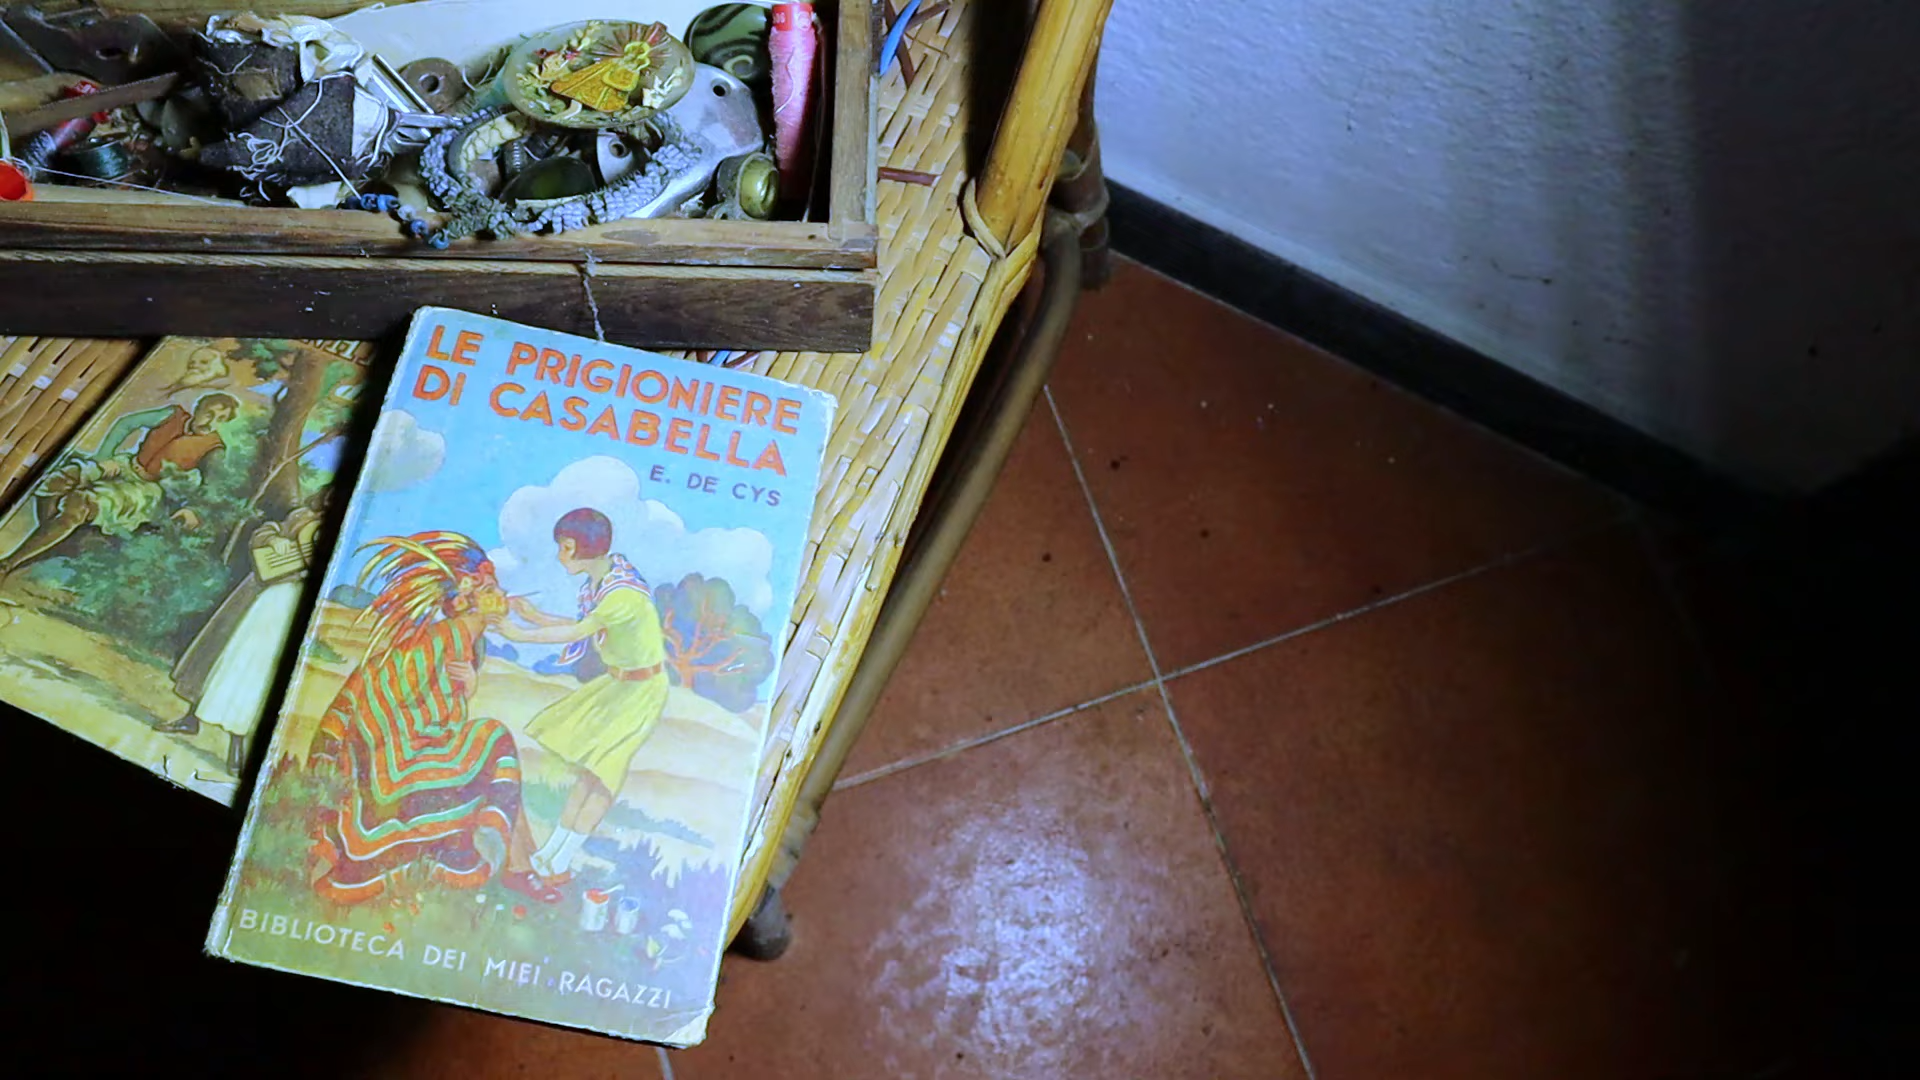 LE PRIGIONIERE
DI CASABELLA
E. DE CYS
BIBLIOTECA DEI MIEI RAGAZZI